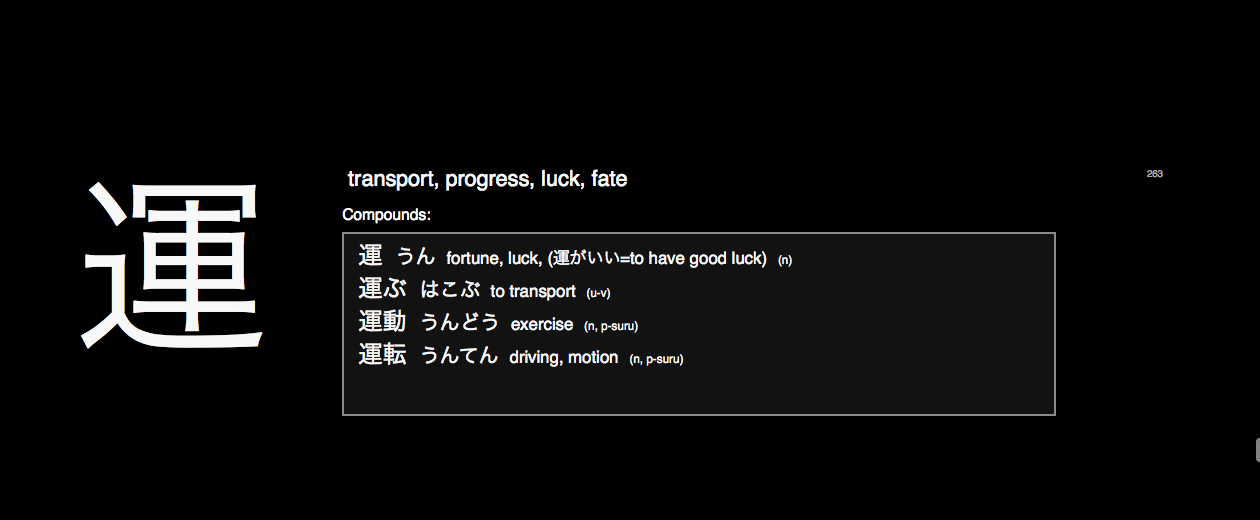 運
transport, progress, luck, fate
263
Compounds:
運 うん fortune, luck, (運がいい=to have good luck) (n)
運ぶ はこぶ to transport (u-v)
運動 うんどう exercise (n, p-suru)
運転 うんてん driving, motion (n, p-suru)